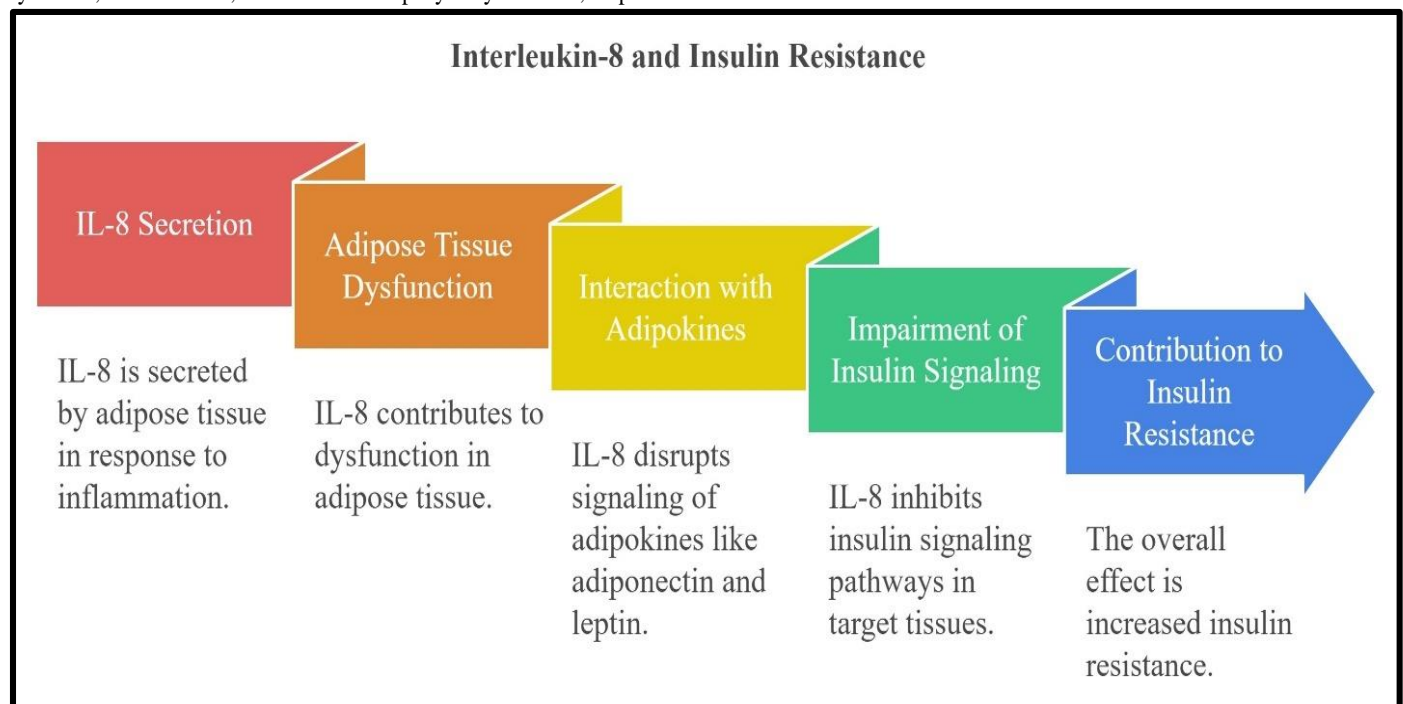 Interleukin-8 and Insulin Resistance
IL-8 Secretion
IL-8 is secreted
by adipose tissue
in response to
inflammation.
Adipose Tissue
Dysfunction
IL-8 contributes to
dysfunction in
adipose tissue.
Interaction with
Adipokines
IL-8 disrupts
signaling of
adipokines like
adiponectin and
leptin.
Impairment of
Insulin Signaling
IL-8 inhibits
insulin signaling
pathways in
target tissues.
Contribution to
Insulin
Resistance
The overall
effect is
increased insulin
resistance.